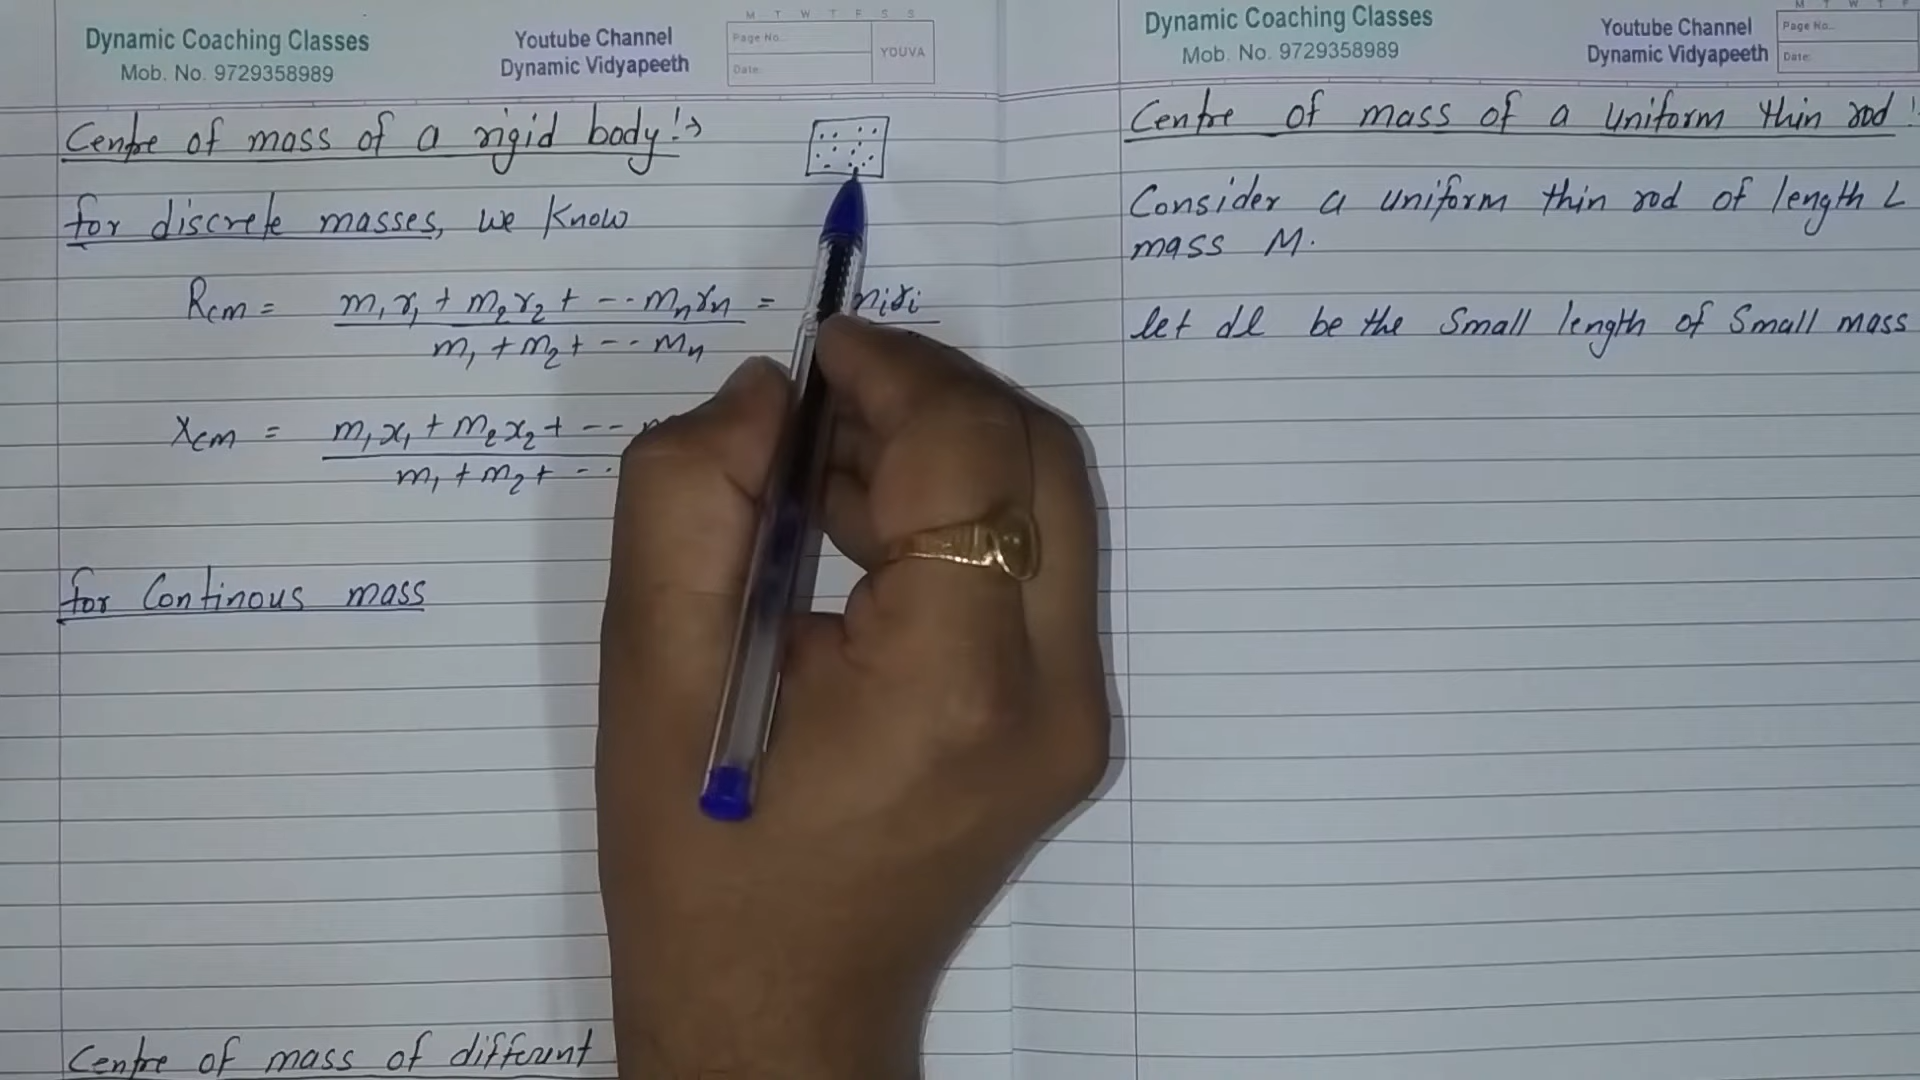 M T W T F S S
Dynamic Coaching Classes
Mob. No. 9729358989
Youtube Channel
Dynamic Vidyapeeth
Page No.
Date:
YOUVA
Centre of mass of a rigid body :→
for discrete masses, we know
Rcm = m₁r₁ + m₂r₂ + -- mₙrₙ / m₁ + m₂ + -- mₙ =
Xcm = m₁x₁ + m₂x₂ + -- / m₁ + m₂ + --
for Continous mass
Centre of mass of different
M T W T F
Dynamic Coaching Classes
Mob. No. 9729358989
Youtube Channel
Dynamic Vidyapeeth
Page No.
Date:
Centre of mass of a uniform thin rod :
Consider a uniform thin rod of length L
mass M.
let dl be the Small length of Small mass